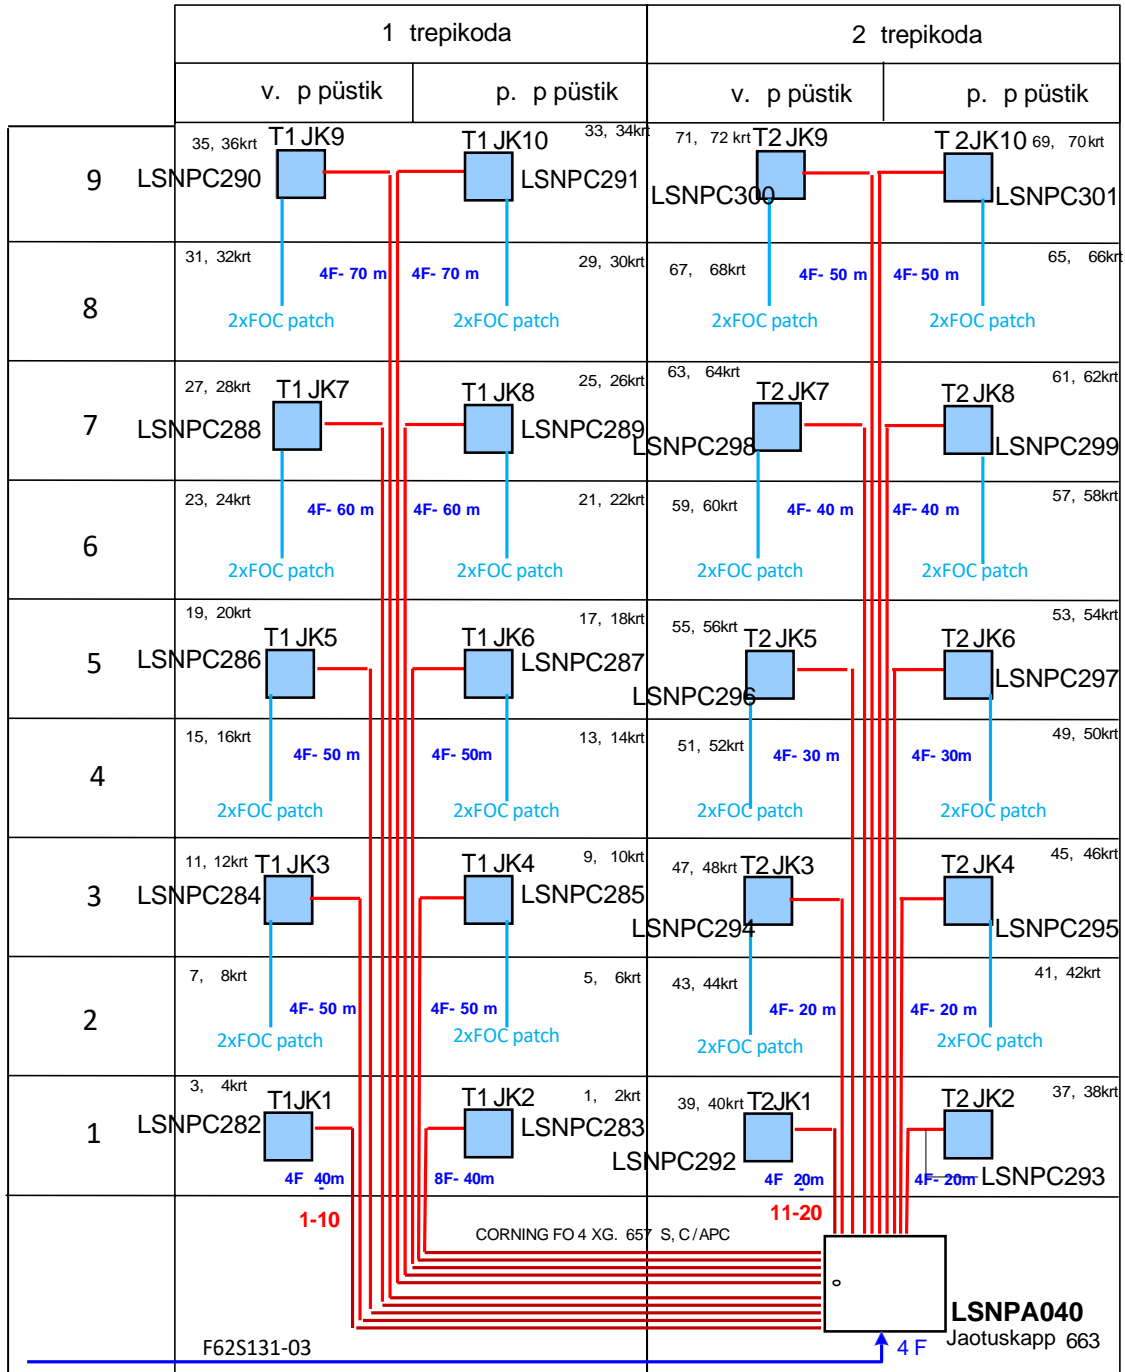 1 trepikoda
2 trepikoda
v. p püstik
p. p püstik
v. p püstik
p. p püstik
9
35, 36krt
T1 JK9
LSNPC290
T1 JK10
33, 34krt
LSNPC291
71, 72 krt
T2 JK9
LSNPC300
T 2JK10
69, 70 krt
LSNPC301
8
31, 32krt
4F- 70 m
4F- 70 m
29, 30krt
67, 68krt
4F- 50 m
4F- 50 m
65, 66krt
2xFOC patch
2xFOC patch
2xFOC patch
2xFOC patch
7
27, 28krt
T1 JK7
LSNPC288
T1 JK8
25, 26krt
LSNPC289
63, 64krt
T2 JK7
LSNPC298
T2 JK8
61, 62krt
LSNPC299
6
23, 24krt
4F- 60 m
4F- 60 m
21, 22krt
59, 60krt
4F- 40 m
4F- 40 m
57, 58krt
2xFOC patch
2xFOC patch
2xFOC patch
2xFOC patch
5
19, 20krt
T1 JK5
LSNPC286
T1 JK6
17, 18krt
LSNPC287
55, 56krt
T2 JK5
LSNPC296
T2 JK6
53, 54krt
LSNPC297
4
15, 16krt
4F- 50 m
4F- 50m
13, 14krt
51, 52krt
4F- 30 m
4F- 30m
49, 50krt
2xFOC patch
2xFOC patch
2xFOC patch
2xFOC patch
3
11, 12krt
T1 JK3
LSNPC284
T1 JK4
9, 10krt
LSNPC285
47, 48krt
T2 JK3
LSNPC294
T2 JK4
45, 46krt
LSNPC295
2
7, 8krt
4F- 50 m
4F- 50 m
5, 6krt
43, 44krt
4F- 20 m
4F- 20 m
41, 42krt
2xFOC patch
2xFOC patch
2xFOC patch
2xFOC patch
1
3, 4krt
T1JK1
LSNPC282
T1 JK2
1, 2krt
LSNPC283
39, 40krt
T2JK1
LSNPC292
T2 JK2
37, 38krt
LSNPC293
4F- 40m
8F- 40m
4F- 20m
4F- 20m
1-10
11-20
CORNING FO 4 XG. 657 S, C/APC
LSNPA040
Jaotuskapp 663
F62S131-03
4 F